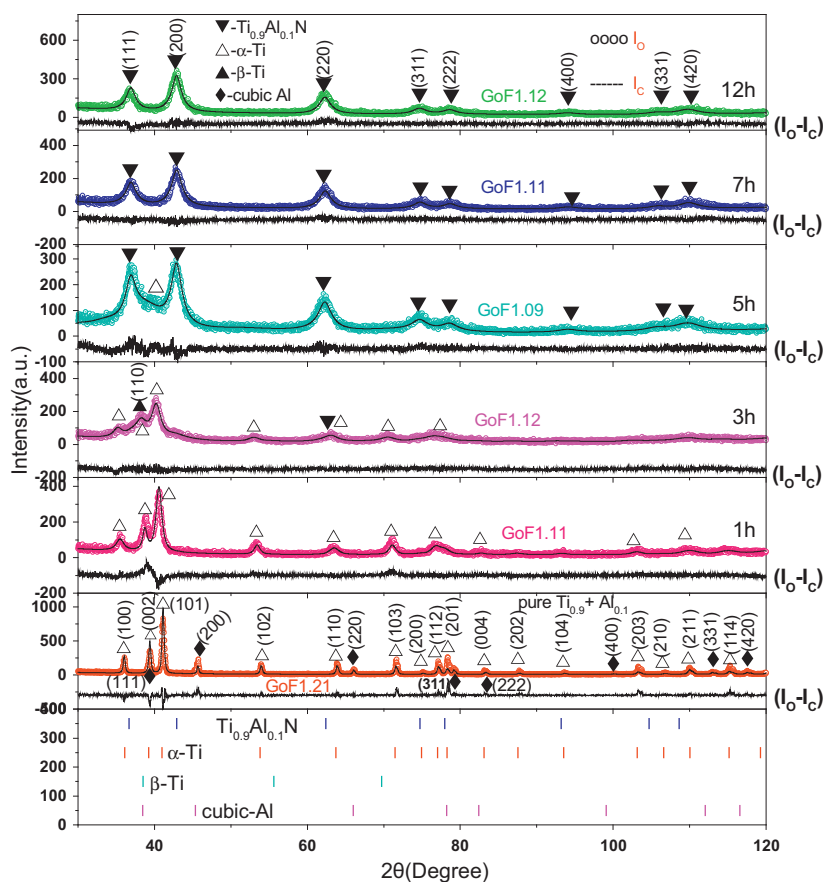 ▼-Ti0.9Al0.1N
△-α-Ti
▲-β-Ti
◆-cubic Al
oooo IO
----- IC
(111) (200) (220) (311) (222) (400) (331) (420)
GoF1.12
12h
(IO-IC)
600
300
0
GoF1.11
7h
(IO-IC)
400
200
0
-200
GoF1.09
5h
(IO-IC)
300
200
100
0
-100
(110)
GoF1.12
3h
(IO-IC)
400
200
0
-200
GoF1.11
1h
(IO-IC)
400
200
0
-200
pure Ti0.9+ Al0.1
(100) (002) (101) (200) (102) (110) (220) (103) (200) (112) (201) (004) (202) (104) (400) (203) (210) (211) (331) (114) (420)
(111) GoF1.21 (311) (222)
(IO-IC)
1000
500
0
Ti0.9Al0.1N
α-Ti
β-Ti
cubic-Al
400
300
200
100
0
40 60 80 100 120
2θ(Degree)
Intensity(a.u.)